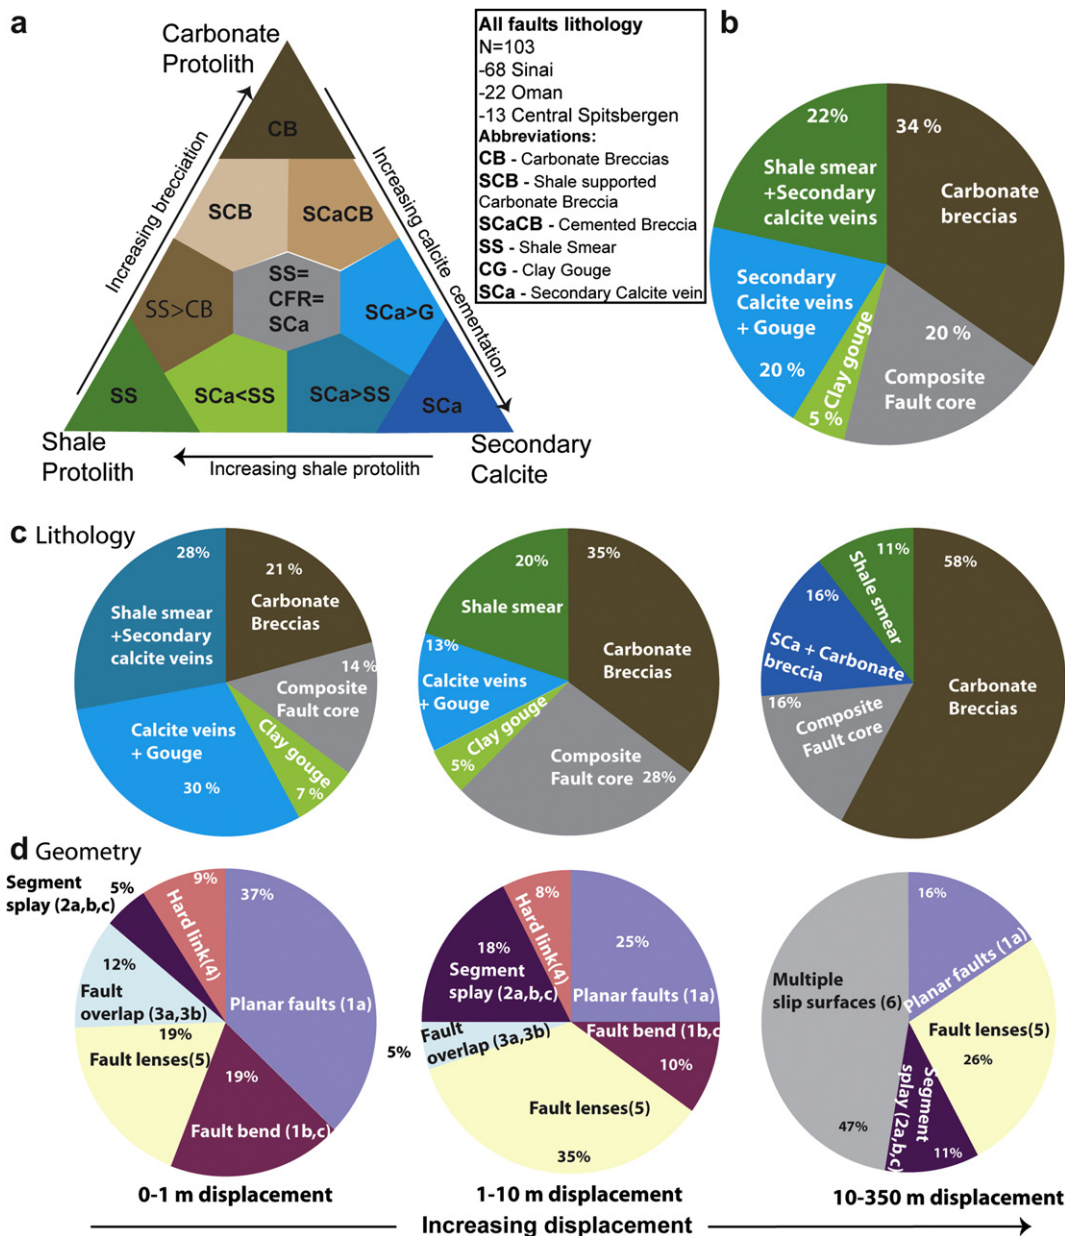 a
Carbonate
Protolith
CB
SCB
SCaCB
SS>CB
SS=
CFR=
SCa
SCa>G
SS
SCa<SS
SCa>SS
SCa
Increasing brecciation
Increasing calcite cementation
Shale
Protolith
Increasing shale protolith
Secondary
Calcite
All faults lithology
N=103
-68 Sinai
-22 Oman
-13 Central Spitsbergen
Abbreviations:
CB - Carbonate Breccias
SCB - Shale supported
Carbonate Breccia
SCaCB - Cemented Breccia
SS - Shale Smear
CG - Clay Gouge
SCa - Secondary Calcite vein
b
22%
Shale smear
+Secondary
calcite veins
34 %
Carbonate
breccias
Secondary
Calcite veins
+ Gouge
20 %
Clay gouge
5 %
20 %
Composite
Fault core
c Lithology
28%
Shale smear
+Secondary
calcite veins
21 %
Carbonate
Breccias
14 %
Composite
Fault core
Clay gouge
7 %
Calcite veins
+ Gouge
30 %
20%
Shale smear
35%
Carbonate
Breccias
13%
Calcite veins
+ Gouge
Clay gouge
5%
Composite
Fault core
28%
11%
Shale smear
58%
Carbonate
Breccias
16%
SCa + Carbonate
breccia
16%
Composite
Fault core
d Geometry
Segment
splay (2a,b,c)
5%
9%
Hard link(4)
37%
Planar faults (1a)
12%
Fault
overlap (3a,3b)
19%
Fault lenses(5)
19%
Fault bend (1b,c)
0-1 m displacement
8%
Hard link(4)
18%
Segment
splay (2a,b,c)
25%
Planar faults (1a)
Fault
overlap (3a,3b)
5%
Fault bend (1b,c)
10%
Fault lenses(5)
35%
1-10 m displacement
16%
Planar faults (1a)
Multiple
slip surfaces (6)
Fault lenses(5)
26%
Segment
splay (2a,b,c)
11%
47%
10-350 m displacement
Increasing displacement